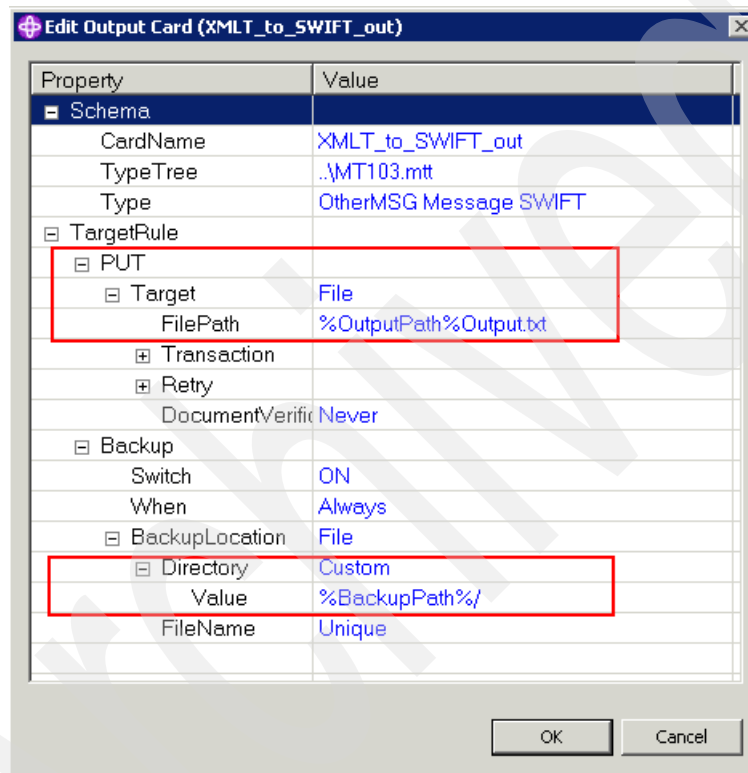 Edit Output Card (XMLT_to_SWIFT_out)
Property Value
Schema
CardName XMLT_to_SWIFT_out
TypeTree ..\MT103.mtt
Type OtherMSG Message SWIFT
TargetRule
PUT
Target File
FilePath %OutputPath%Output.txt
Transaction
Retry
DocumentVerific Never
Backup
Switch ON
When Always
BackupLocation File
Directory Custom
Value %BackupPath%/
FileName Unique
OK Cancel